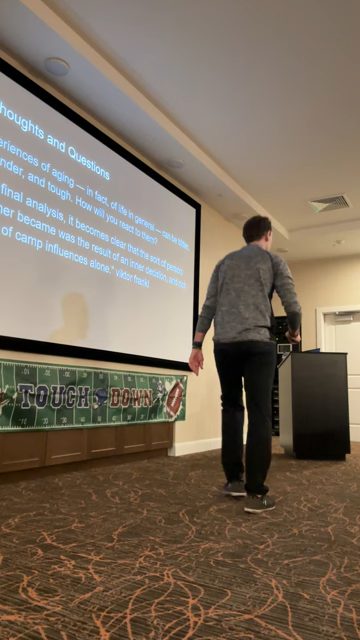 houghts and Questions
eriences of aging — in fact, of life in general — can be bitter,
nder, and tough. How will you react to them?
final analysis, it becomes clear that the sort of person
ner became was the result of an inner decision, and not
of camp influences alone." viktor frankl
TOUCH DOWN